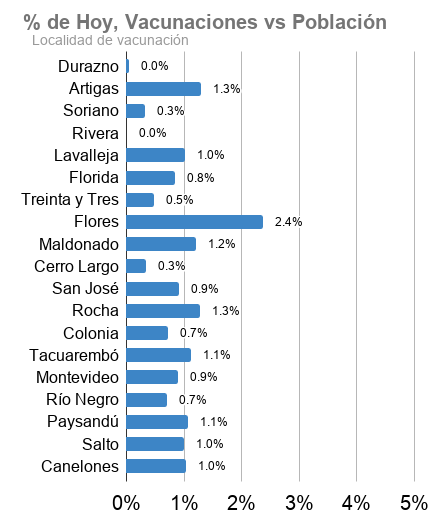 % de Hoy, Vacunaciones vs Población
Localidad de vacunación
Durazno 0.0%
Artigas 1.3%
Soriano 0.3%
Rivera 0.0%
Lavalleja 1.0%
Florida 0.8%
Treinta y Tres 0.5%
Flores 2.4%
Maldonado 1.2%
Cerro Largo 0.3%
San José 0.9%
Rocha 1.3%
Colonia 0.7%
Tacuarembó 1.1%
Montevideo 0.9%
Río Negro 0.7%
Paysandú 1.1%
Salto 1.0%
Canelones 1.0%
0% 1% 2% 3% 4% 5%